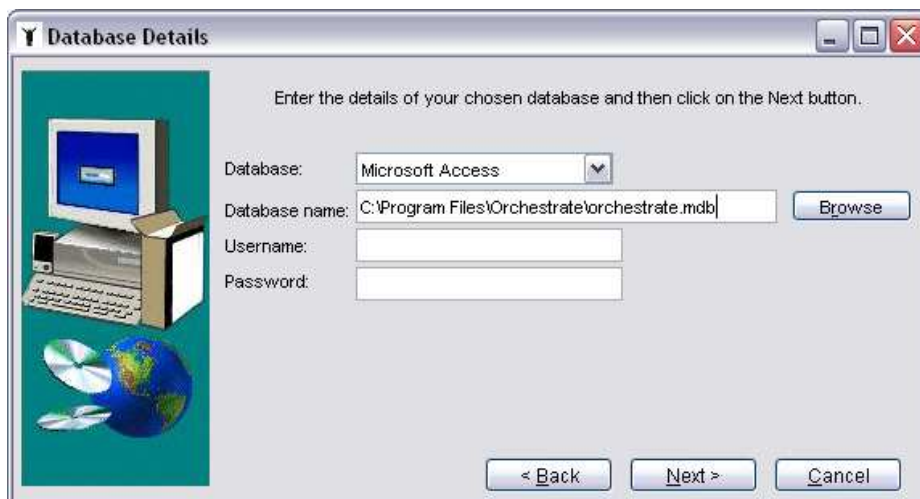 Database Details
Enter the details of your chosen database and then click on the Next button.
Database: Microsoft Access
Database name: C:\Program Files\Orchestrate\orchestrate.mdb Browse
Username:
Password:
< Back Next > Cancel